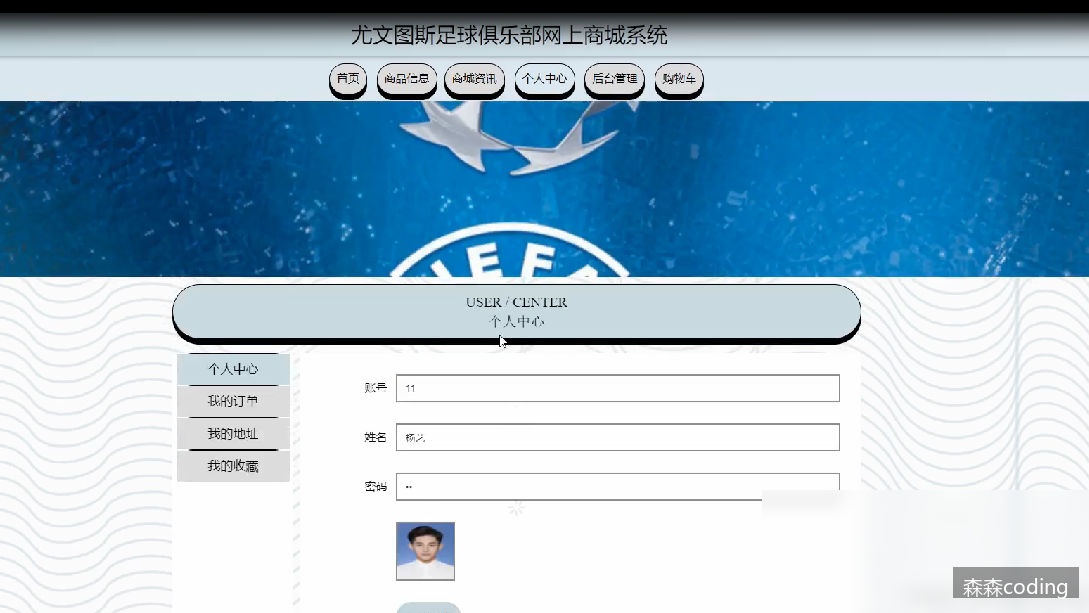 尤文图斯足球俱乐部网上商城系统
首页 商品信息 商城资讯 个人中心 后台管理 购物车
UEFA
USER / CENTER
个人中心
个人中心
我的订单
我的地址
我的收藏
账号 11
姓名
密码 ••
森森coding